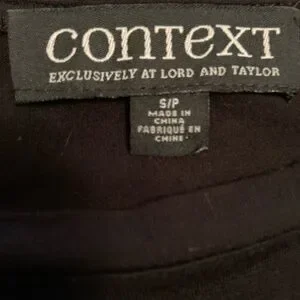 conTexT
EXCLUSIVELY AT LORD AND TAYLOR
S/P
MADE IN
CHINA
FABRIQUÉ EN
CHINE